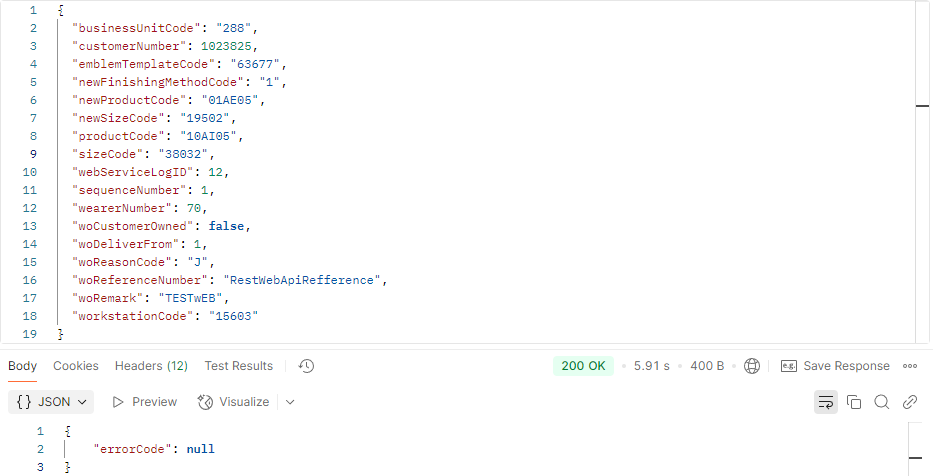 1 {
2 "businessUnitCode": "288",
3 "customerNumber": 1023825,
4 "emblemTemplateCode": "63677",
5 "newFinishingMethodCode": "1",
6 "newProductCode": "01AE05",
7 "newSizeCode": "19502",
8 "productCode": "10AI05",
9 "sizeCode": "38032",
10 "webServiceLogID": 12,
11 "sequenceNumber": 1,
12 "wearerNumber": 70,
13 "woCustomerOwned": false,
14 "woDeliverFrom": 1,
15 "woReasonCode": "J",
16 "woReferenceNumber": "RestWebApiRefference",
17 "woRemark": "TESTwEB",
18 "workstationCode": "15603"
19 }
Body Cookies Headers (12) Test Results 200 OK • 5.91 s • 400 B • e.g. Save Response
{} JSON Preview Visualize
1 {
2 "errorCode": null
3 }